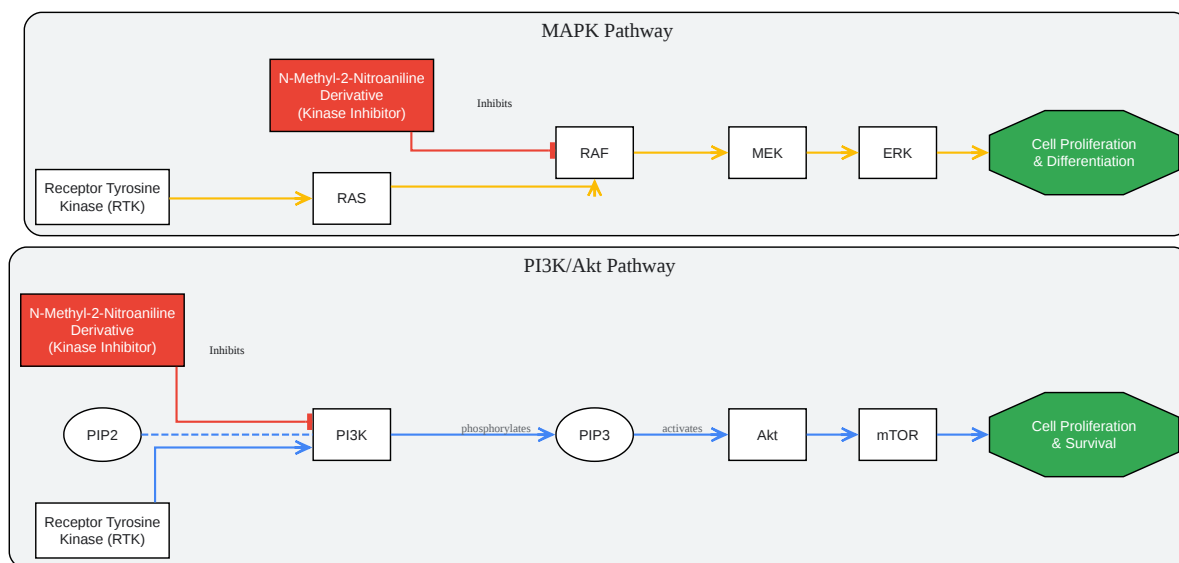 MAPK Pathway
N-Methyl-2-Nitroaniline
Derivative
(Kinase Inhibitor)
Inhibits
RAF
MEK
ERK
Cell Proliferation
& Differentiation
Receptor Tyrosine
Kinase (RTK)
RAS
PI3K/Akt Pathway
N-Methyl-2-Nitroaniline
Derivative
(Kinase Inhibitor)
Inhibits
PIP2
PI3K
phosphorylates
PIP3
activates
Akt
mTOR
Cell Proliferation
& Survival
Receptor Tyrosine
Kinase (RTK)